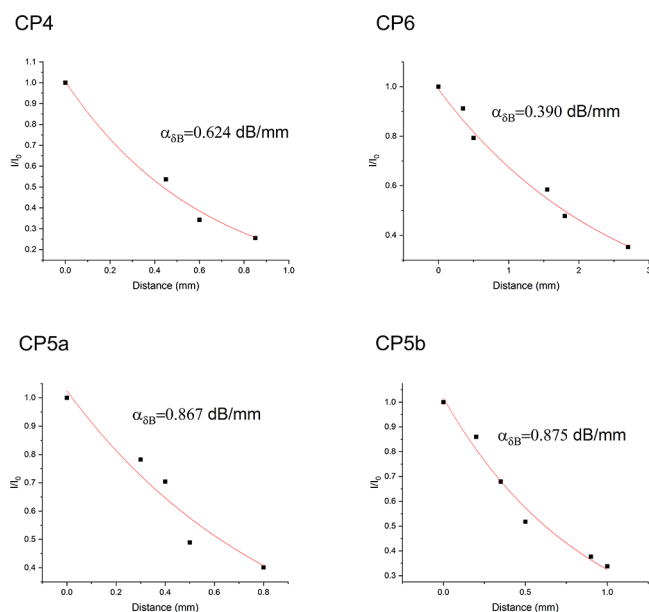 CP4
1.1
1.0
0.9
0.8
0.7
0.6
0.5
0.4
0.3
0.2
I/I₀
α_δB=0.624 dB/mm
0.0 0.2 0.4 0.6 0.8 1.0
Distance (mm)
CP6
1.0
0.8
0.6
0.4
I/I₀
α_δB=0.390 dB/mm
0 1 2 3
Distance (mm)
CP5a
1.0
0.9
0.8
0.7
0.6
0.5
0.4
I/I₀
α_δB=0.867 dB/mm
0.0 0.2 0.4 0.6 0.8
Distance (mm)
CP5b
1.0
0.9
0.8
0.7
0.6
0.5
0.4
0.3
I/I₀
α_δB=0.875 dB/mm
0.0 0.5 1.0
Distance (mm)